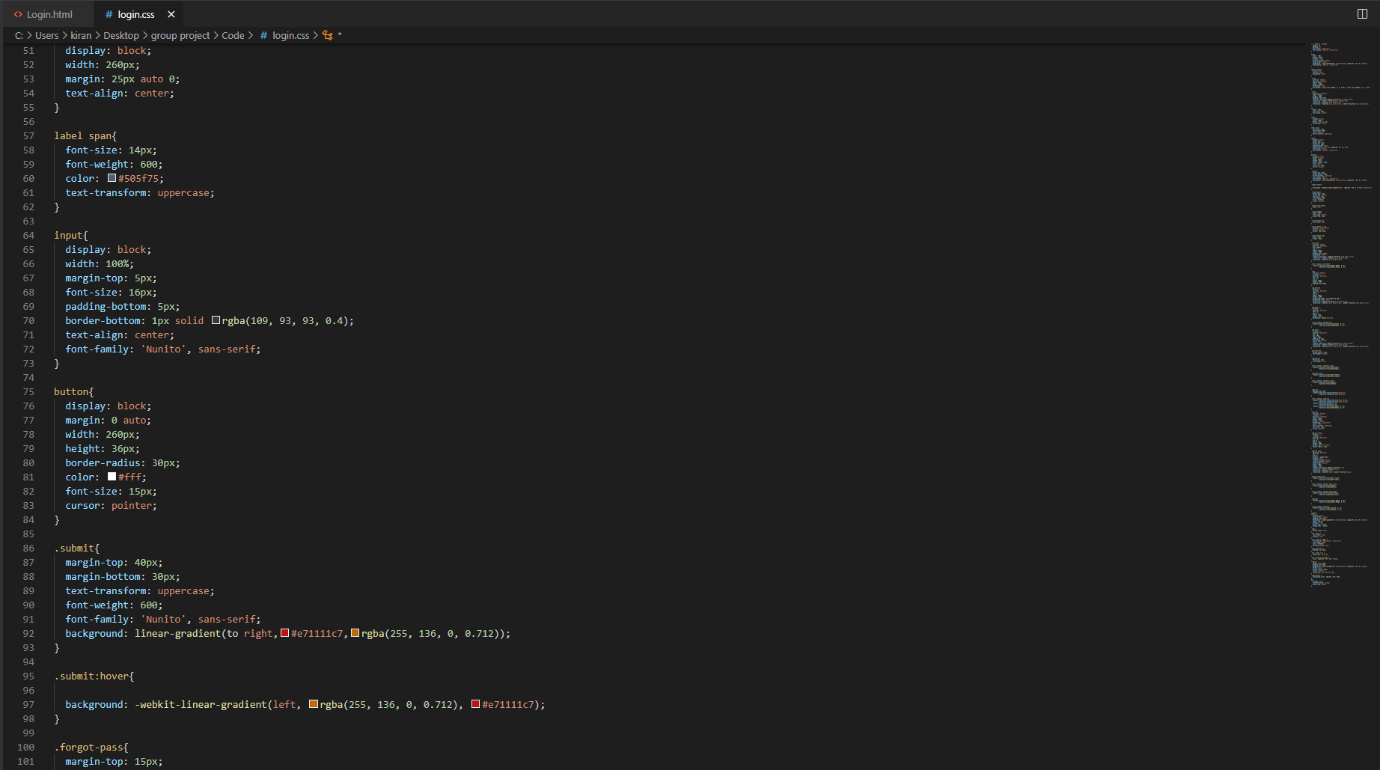 Login.html # login.css ✕
C: > Users > kiran > Desktop > group project > Code > # login.css > *
51 display: block;
52 width: 260px;
53 margin: 25px auto 0;
54 text-align: center;
55 }
56
57 label span{
58 font-size: 14px;
59 font-weight: 600;
60 color: #505f75;
61 text-transform: uppercase;
62 }
63
64 input{
65 display: block;
66 width: 100%;
67 margin-top: 5px;
68 font-size: 16px;
69 padding-bottom: 5px;
70 border-bottom: 1px solid rgba(109, 93, 93, 0.4);
71 text-align: center;
72 font-family: 'Nunito', sans-serif;
73 }
74
75 button{
76 display: block;
77 margin: 0 auto;
78 width: 260px;
79 height: 36px;
80 border-radius: 30px;
81 color: #fff;
82 font-size: 15px;
83 cursor: pointer;
84 }
85
86 .submit{
87 margin-top: 40px;
88 margin-bottom: 30px;
89 text-transform: uppercase;
90 font-weight: 600;
91 font-family: 'Nunito', sans-serif;
92 background: linear-gradient(to right,#e71111c7,rgba(255, 136, 0, 0.712));
93 }
94
95 .submit:hover{
96
97 background: -webkit-linear-gradient(left, rgba(255, 136, 0, 0.712), #e71111c7);
98 }
99
100 .forgot-pass{
101 margin-top: 15px;